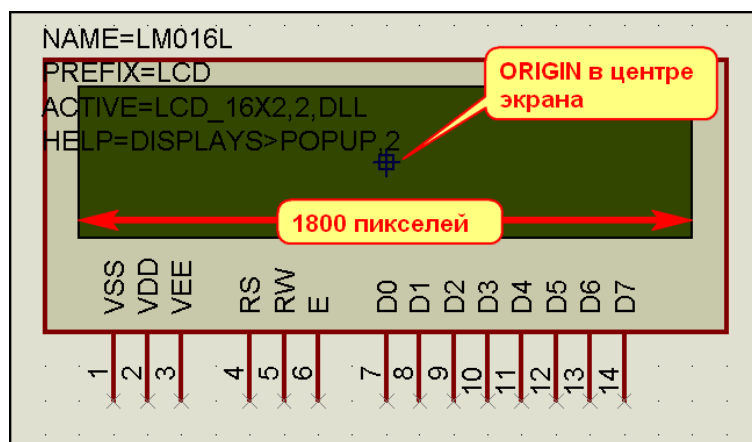 NAME=LM016L
PREFIX=LCD
ACTIVE=LCD_16X2,2,DLL
HELP=DISPLAYS>POPUP,2
ORIGIN в центре
экрана
1800 пикселей
VSS VDD VEE RS RW E D0 D1 D2 D3 D4 D5 D6 D7
1 2 3 4 5 6 7 8 9 10 11 12 13 14